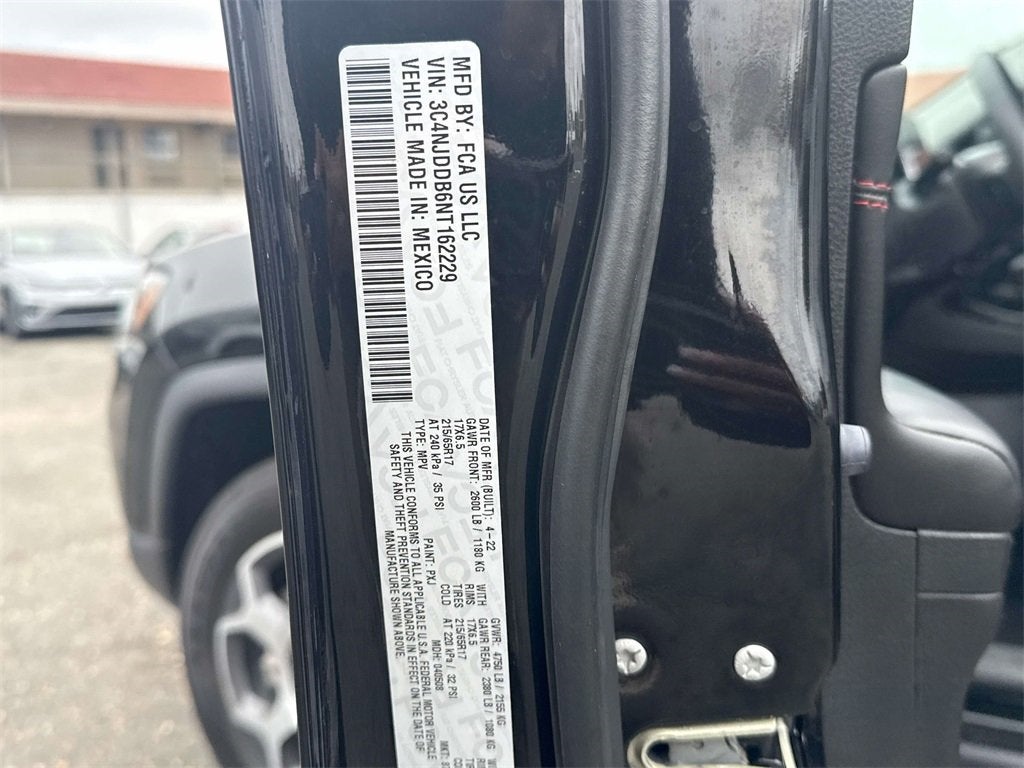 MFD BY: FCA US LLC
VIN: 3C4NJDDB6NT162229
VEHICLE MADE IN: MEXICO
DATE OF MFR (BUILT): 4-22 GVWR: 4750 LB / 2155 KG
GAWR FRONT: 2600 LB / 1180 KG WITH GAWR REAR: 2380 LB / 1080 KG
17X6.5 RIMS 17X6.5
215/65R17 TIRES 215/65R17
AT 240 kPa / 35 PSI COLD AT 220 kPa / 32 PSI
TYPE: MPV PAINT: PXJ MDH: 040508 MKT:
THIS VEHICLE CONFORMS TO ALL APPLICABLE U.S.A. FEDERAL MOTOR VEHICLE
SAFETY AND THEFT PREVENTION STANDARDS IN EFFECT ON THE DATE OF
MANUFACTURE SHOWN ABOVE.